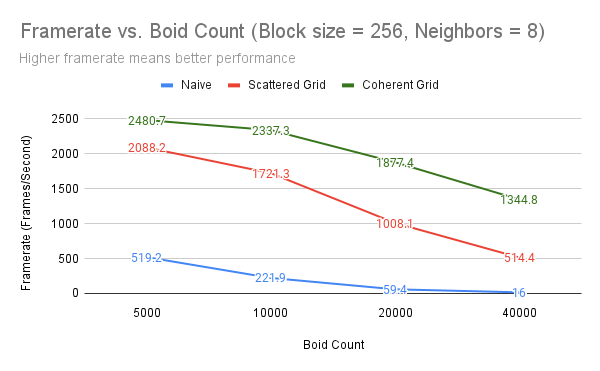 Framerate vs. Boid Count (Block size = 256, Neighbors = 8)
Higher framerate means better performance
Naive Scattered Grid Coherent Grid
Framerate (Frames/Second)
2500
2000
1500
1000
500
0
2480.7 2337.3 1877.4 1344.8
2088.2 1721.3 1008.1 514.4
519.2 221.9 59.4 16
5000 10000 20000 40000
Boid Count